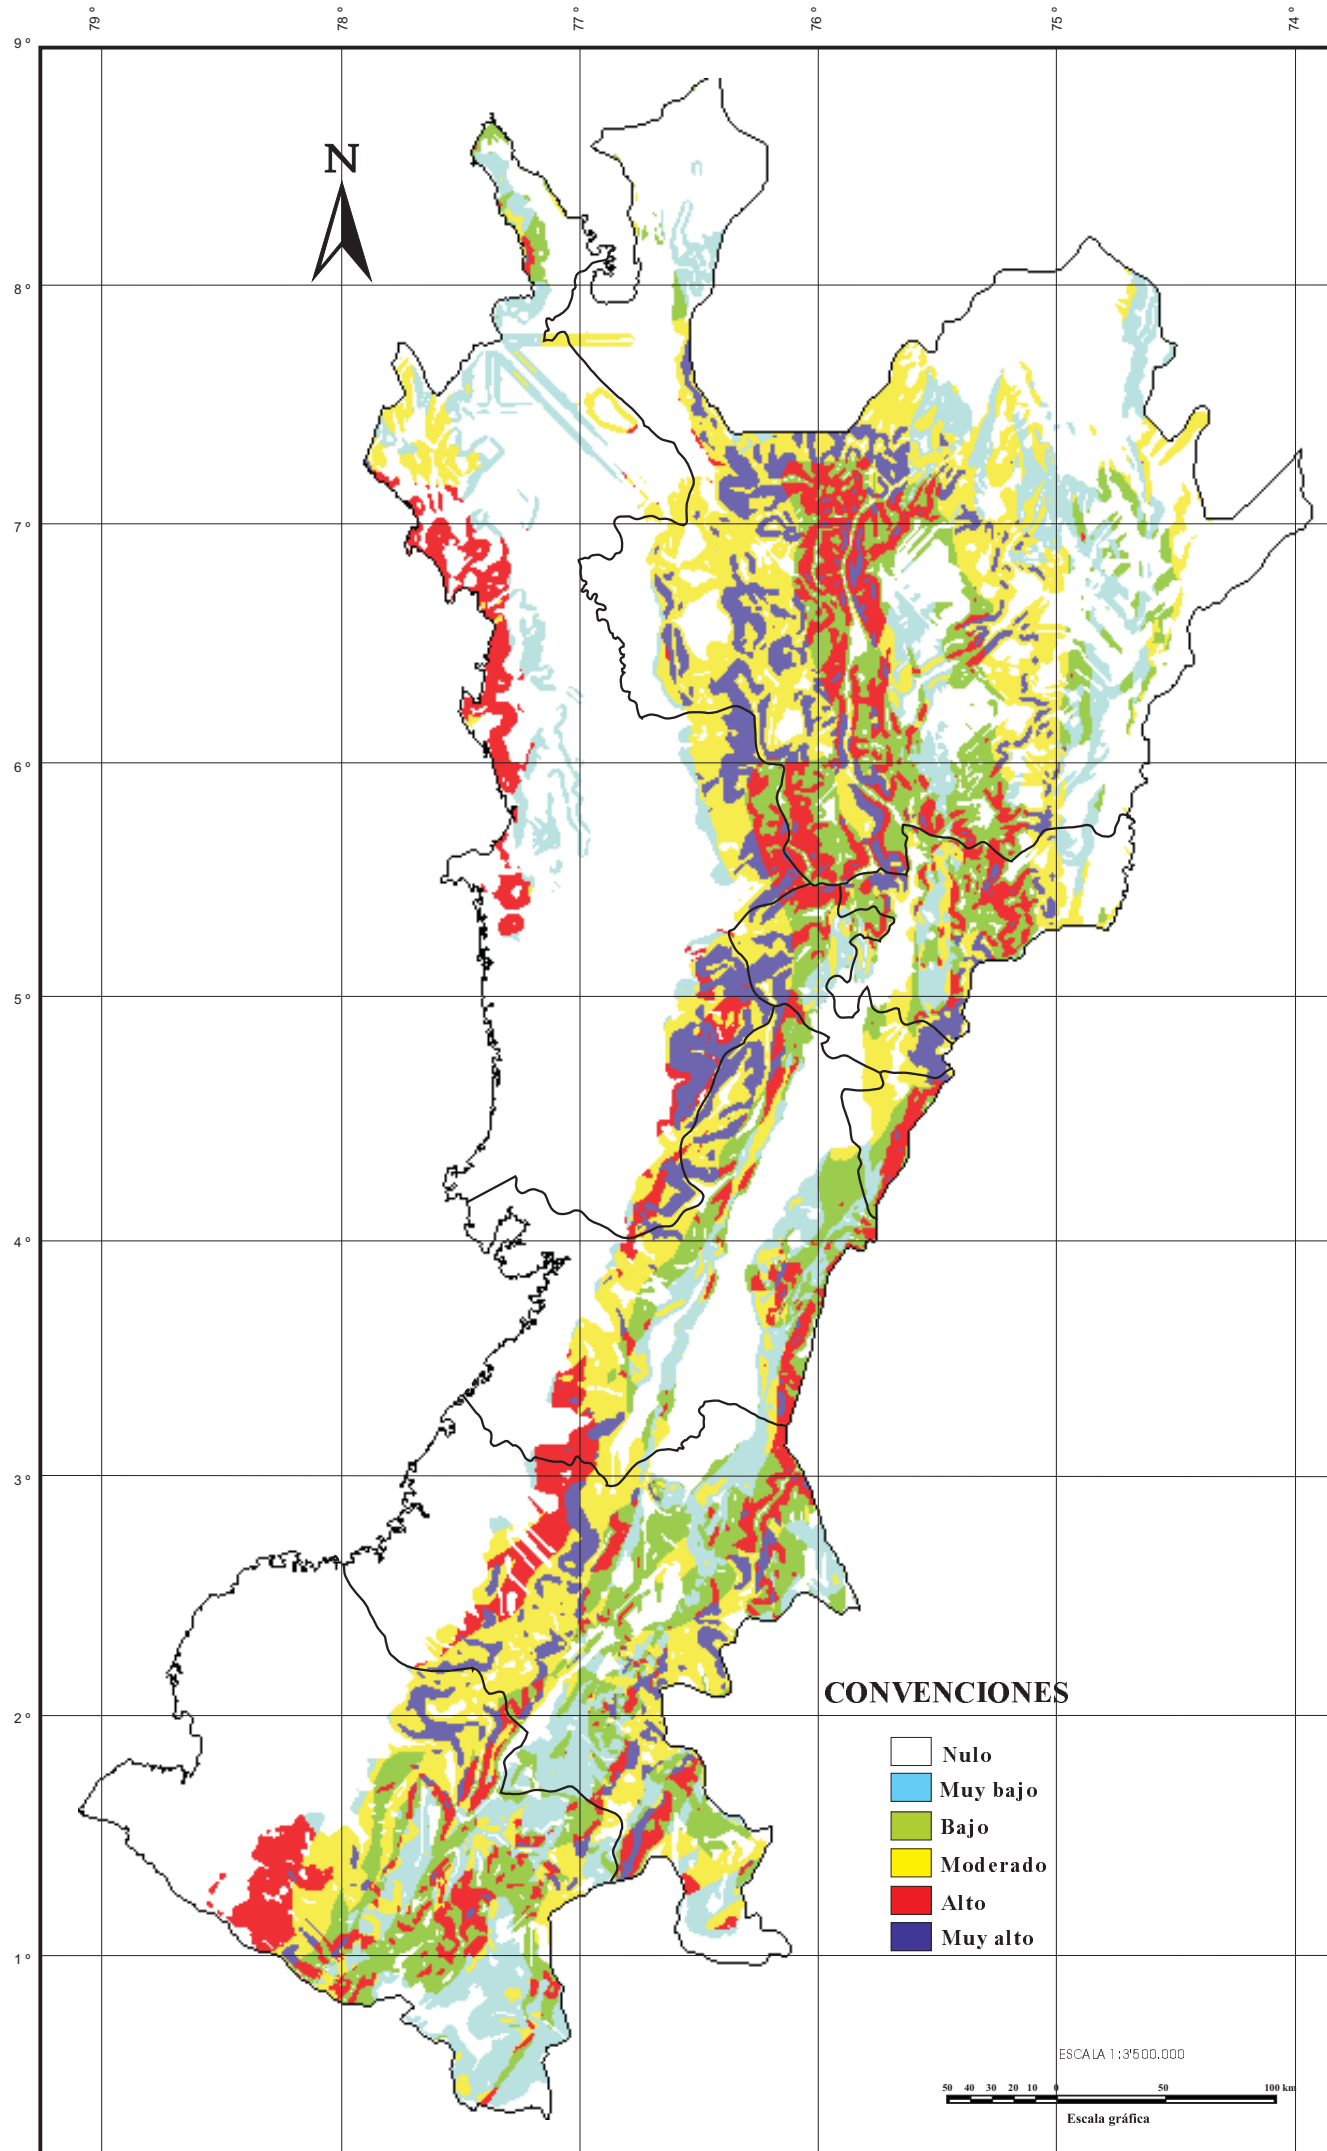 79 º
78 º
77 º
76 º
75 º
74 º
9 º
N
8 º
7 º
6 º
5 º
4 º
3 º
2 º
1 º
CONVENCIONES
Nulo
Muy bajo
Bajo
Moderado
Alto
Muy alto
ESCALA 1:3'500.000
50 40 30 20 10 0 50 100 km
Escala gráfica